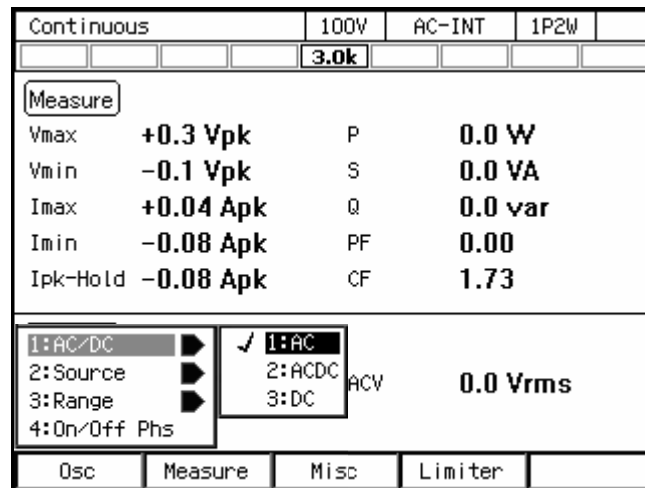 Continuous 100V AC-INT 1P2W
3.0k
Measure
Vmax +0.3 Vpk P 0.0 W
Vmin -0.1 Vpk S 0.0 VA
Imax +0.04 Apk Q 0.0 var
Imin -0.08 Apk PF 0.00
Ipk-Hold -0.08 Apk CF 1.73
1:AC/DC ✓ 1:AC
2:Source 2:ACDC ACV 0.0 Vrms
3:Range 3:DC
4:On/Off Phs
Osc Measure Misc Limiter